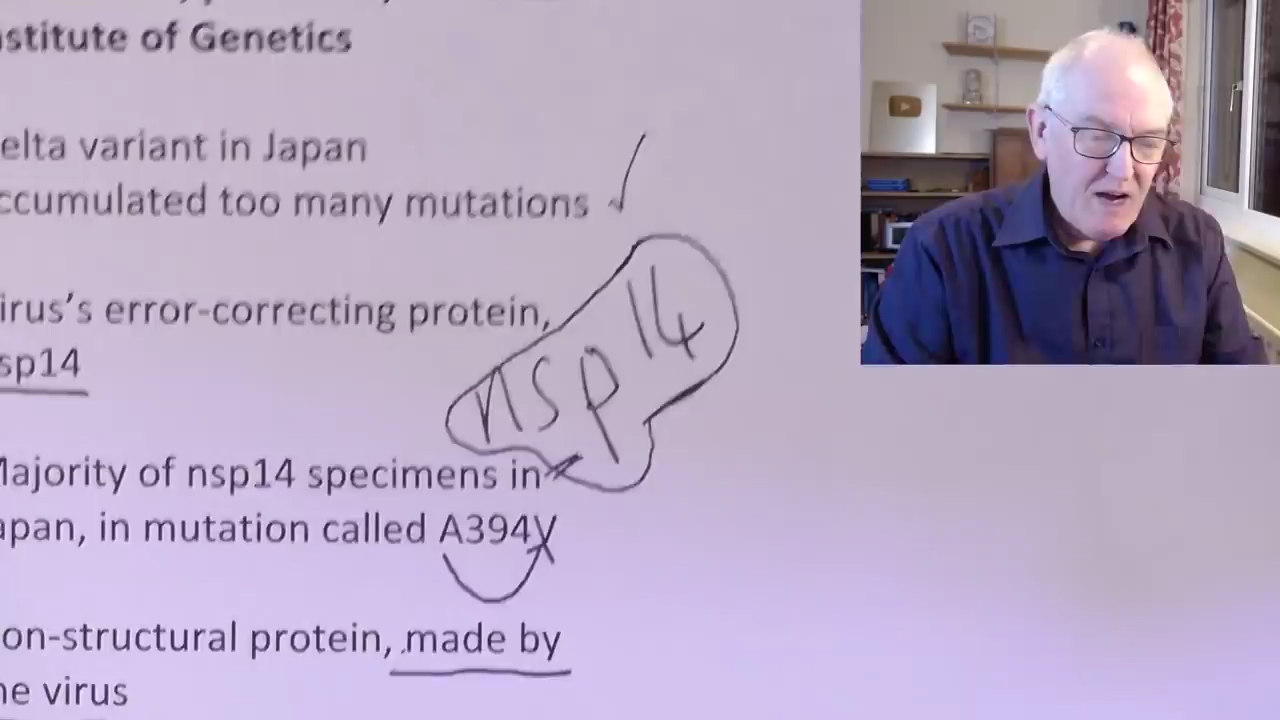 nstitute of Genetics
elta variant in Japan
ccumulated too many mutations
irus's error-correcting protein,
sp14
nsp14
Majority of nsp14 specimens in
apan, in mutation called A394V
on-structural protein, made by
he virus